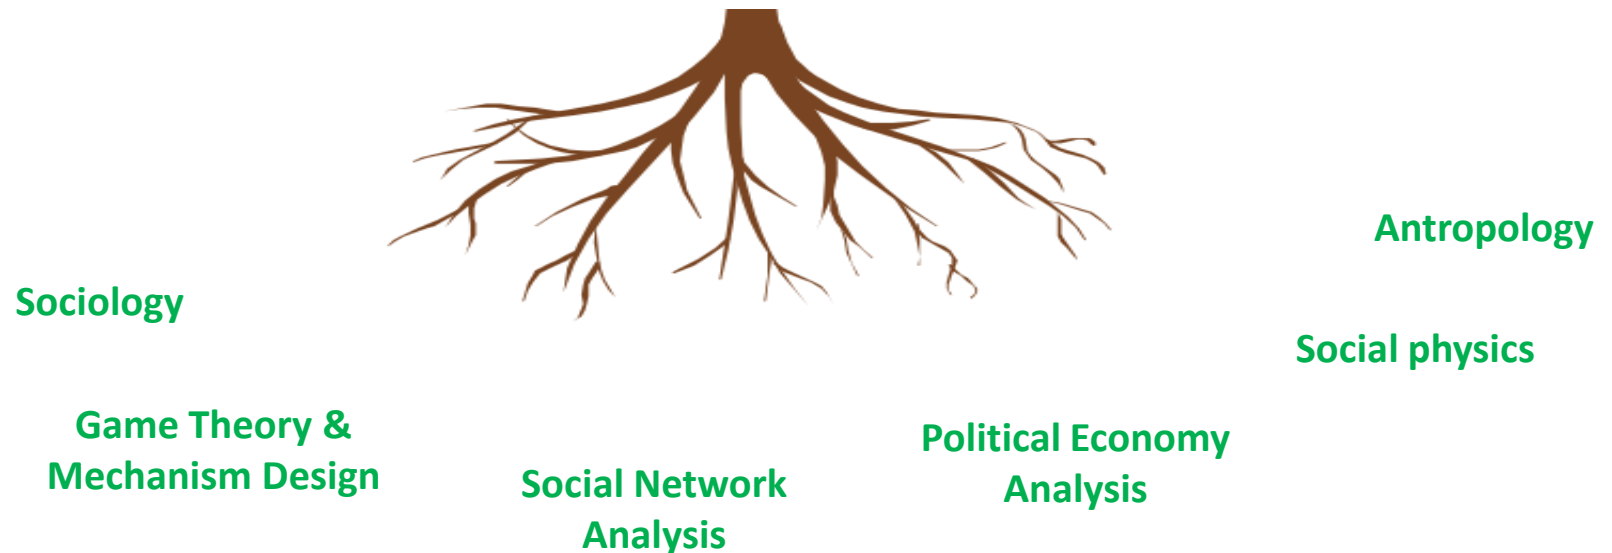 Antropology
Sociology
Social physics
Game Theory &
Mechanism Design
Political Economy
Analysis
Social Network
Analysis